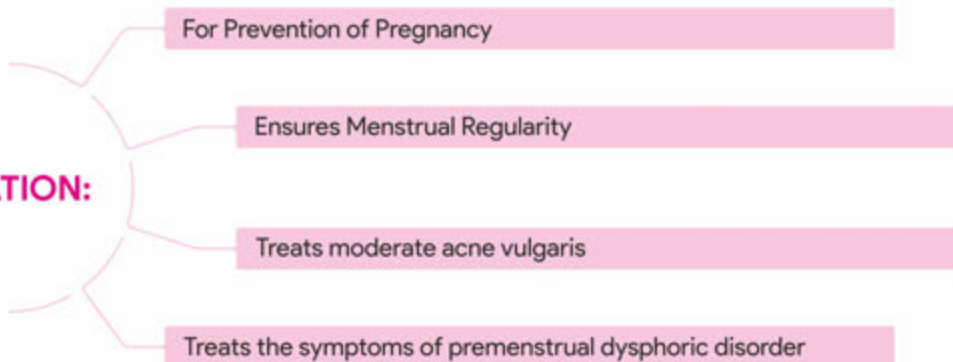 For Prevention of Pregnancy
Ensures Menstrual Regularity
ATION:
Treats moderate acne vulgaris
Treats the symptoms of premenstrual dysphoric disorder